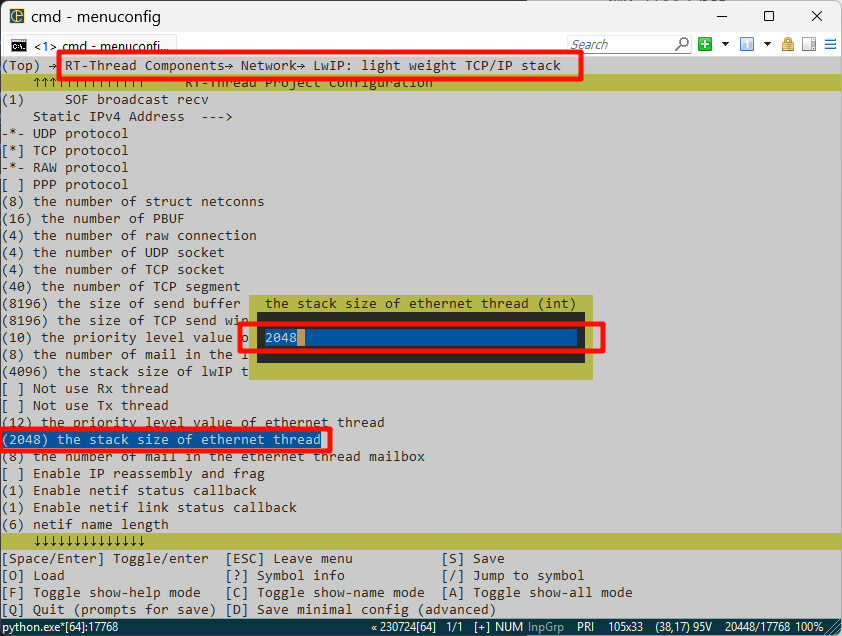 cmd - menuconfig
<1> cmd - menuconfi...
Search
(Top) → RT-Thread Components→ Network→ LwIP: light weight TCP/IP stack
↑↑↑↑↑↑↑↑↑↑↑↑↑↑ RT-Thread Project Configuration
(1) SOF broadcast recv
Static IPv4 Address --->
-*- UDP protocol
[*] TCP protocol
-*- RAW protocol
[ ] PPP protocol
(8) the number of struct netconns
(16) the number of PBUF
(4) the number of raw connection
(4) the number of UDP socket
(4) the number of TCP socket
(40) the number of TCP segment
(8196) the size of send buffer
the stack size of ethernet thread (int)
(8196) the size of TCP send win
(10) the priority level value o
2048
(8) the number of mail in the l
(4096) the stack size of lwIP t
[ ] Not use Rx thread
[ ] Not use Tx thread
(12) the priority level value of ethernet thread
(2048) the stack size of ethernet thread
(8) the number of mail in the ethernet thread mailbox
[ ] Enable IP reassembly and frag
(1) Enable netif status callback
(1) Enable netif link status callback
(6) netif name length
↓↓↓↓↓↓↓↓↓↓↓↓↓↓
[Space/Enter] Toggle/enter [ESC] Leave menu [S] Save
[O] Load [?] Symbol info [/] Jump to symbol
[F] Toggle show-help mode [C] Toggle show-name mode [A] Toggle show-all mode
[Q] Quit (prompts for save) [D] Save minimal config (advanced)
python.exe*[64]:17768 « 230724[64] 1/1 [+] NUM InpGrp PRI 105x33 (38,17) 95V 20448/17768 100%